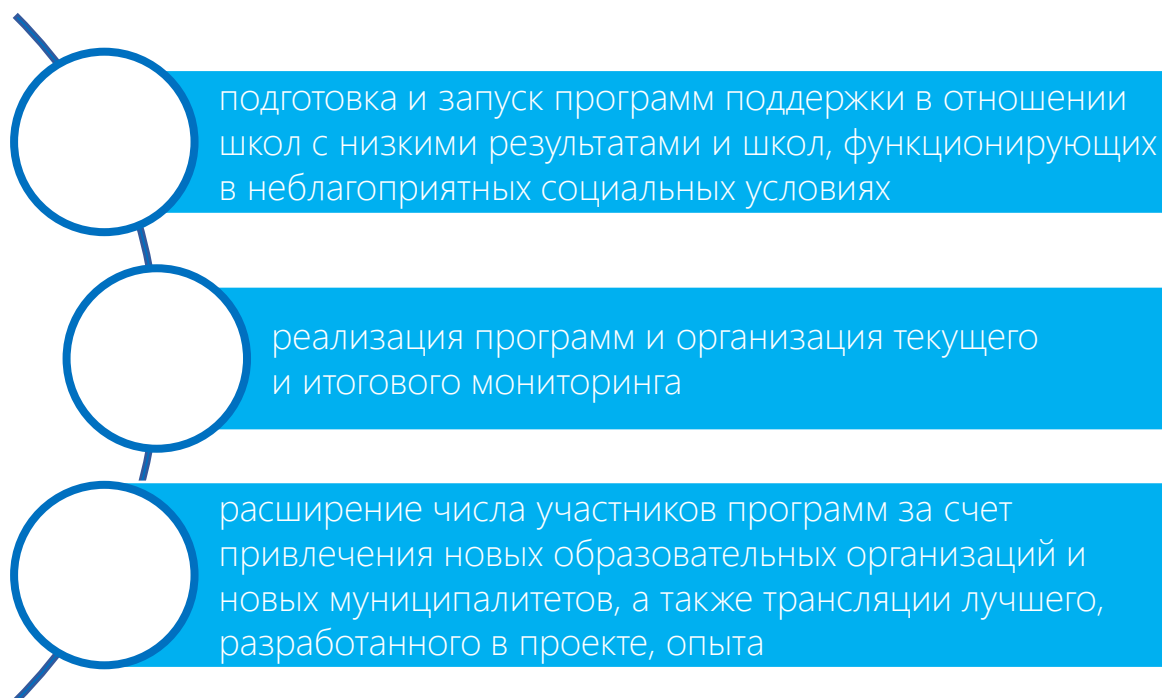 подготовка и запуск программ поддержки в отношении
школ с низкими результатами и школ, функционирующих
в неблагоприятных социальных условиях
реализация программ и организация текущего
и итогового мониторинга
расширение числа участников программ за счет
привлечения новых образовательных организаций и
новых муниципалитетов, а также трансляции лучшего,
разработанного в проекте, опыта